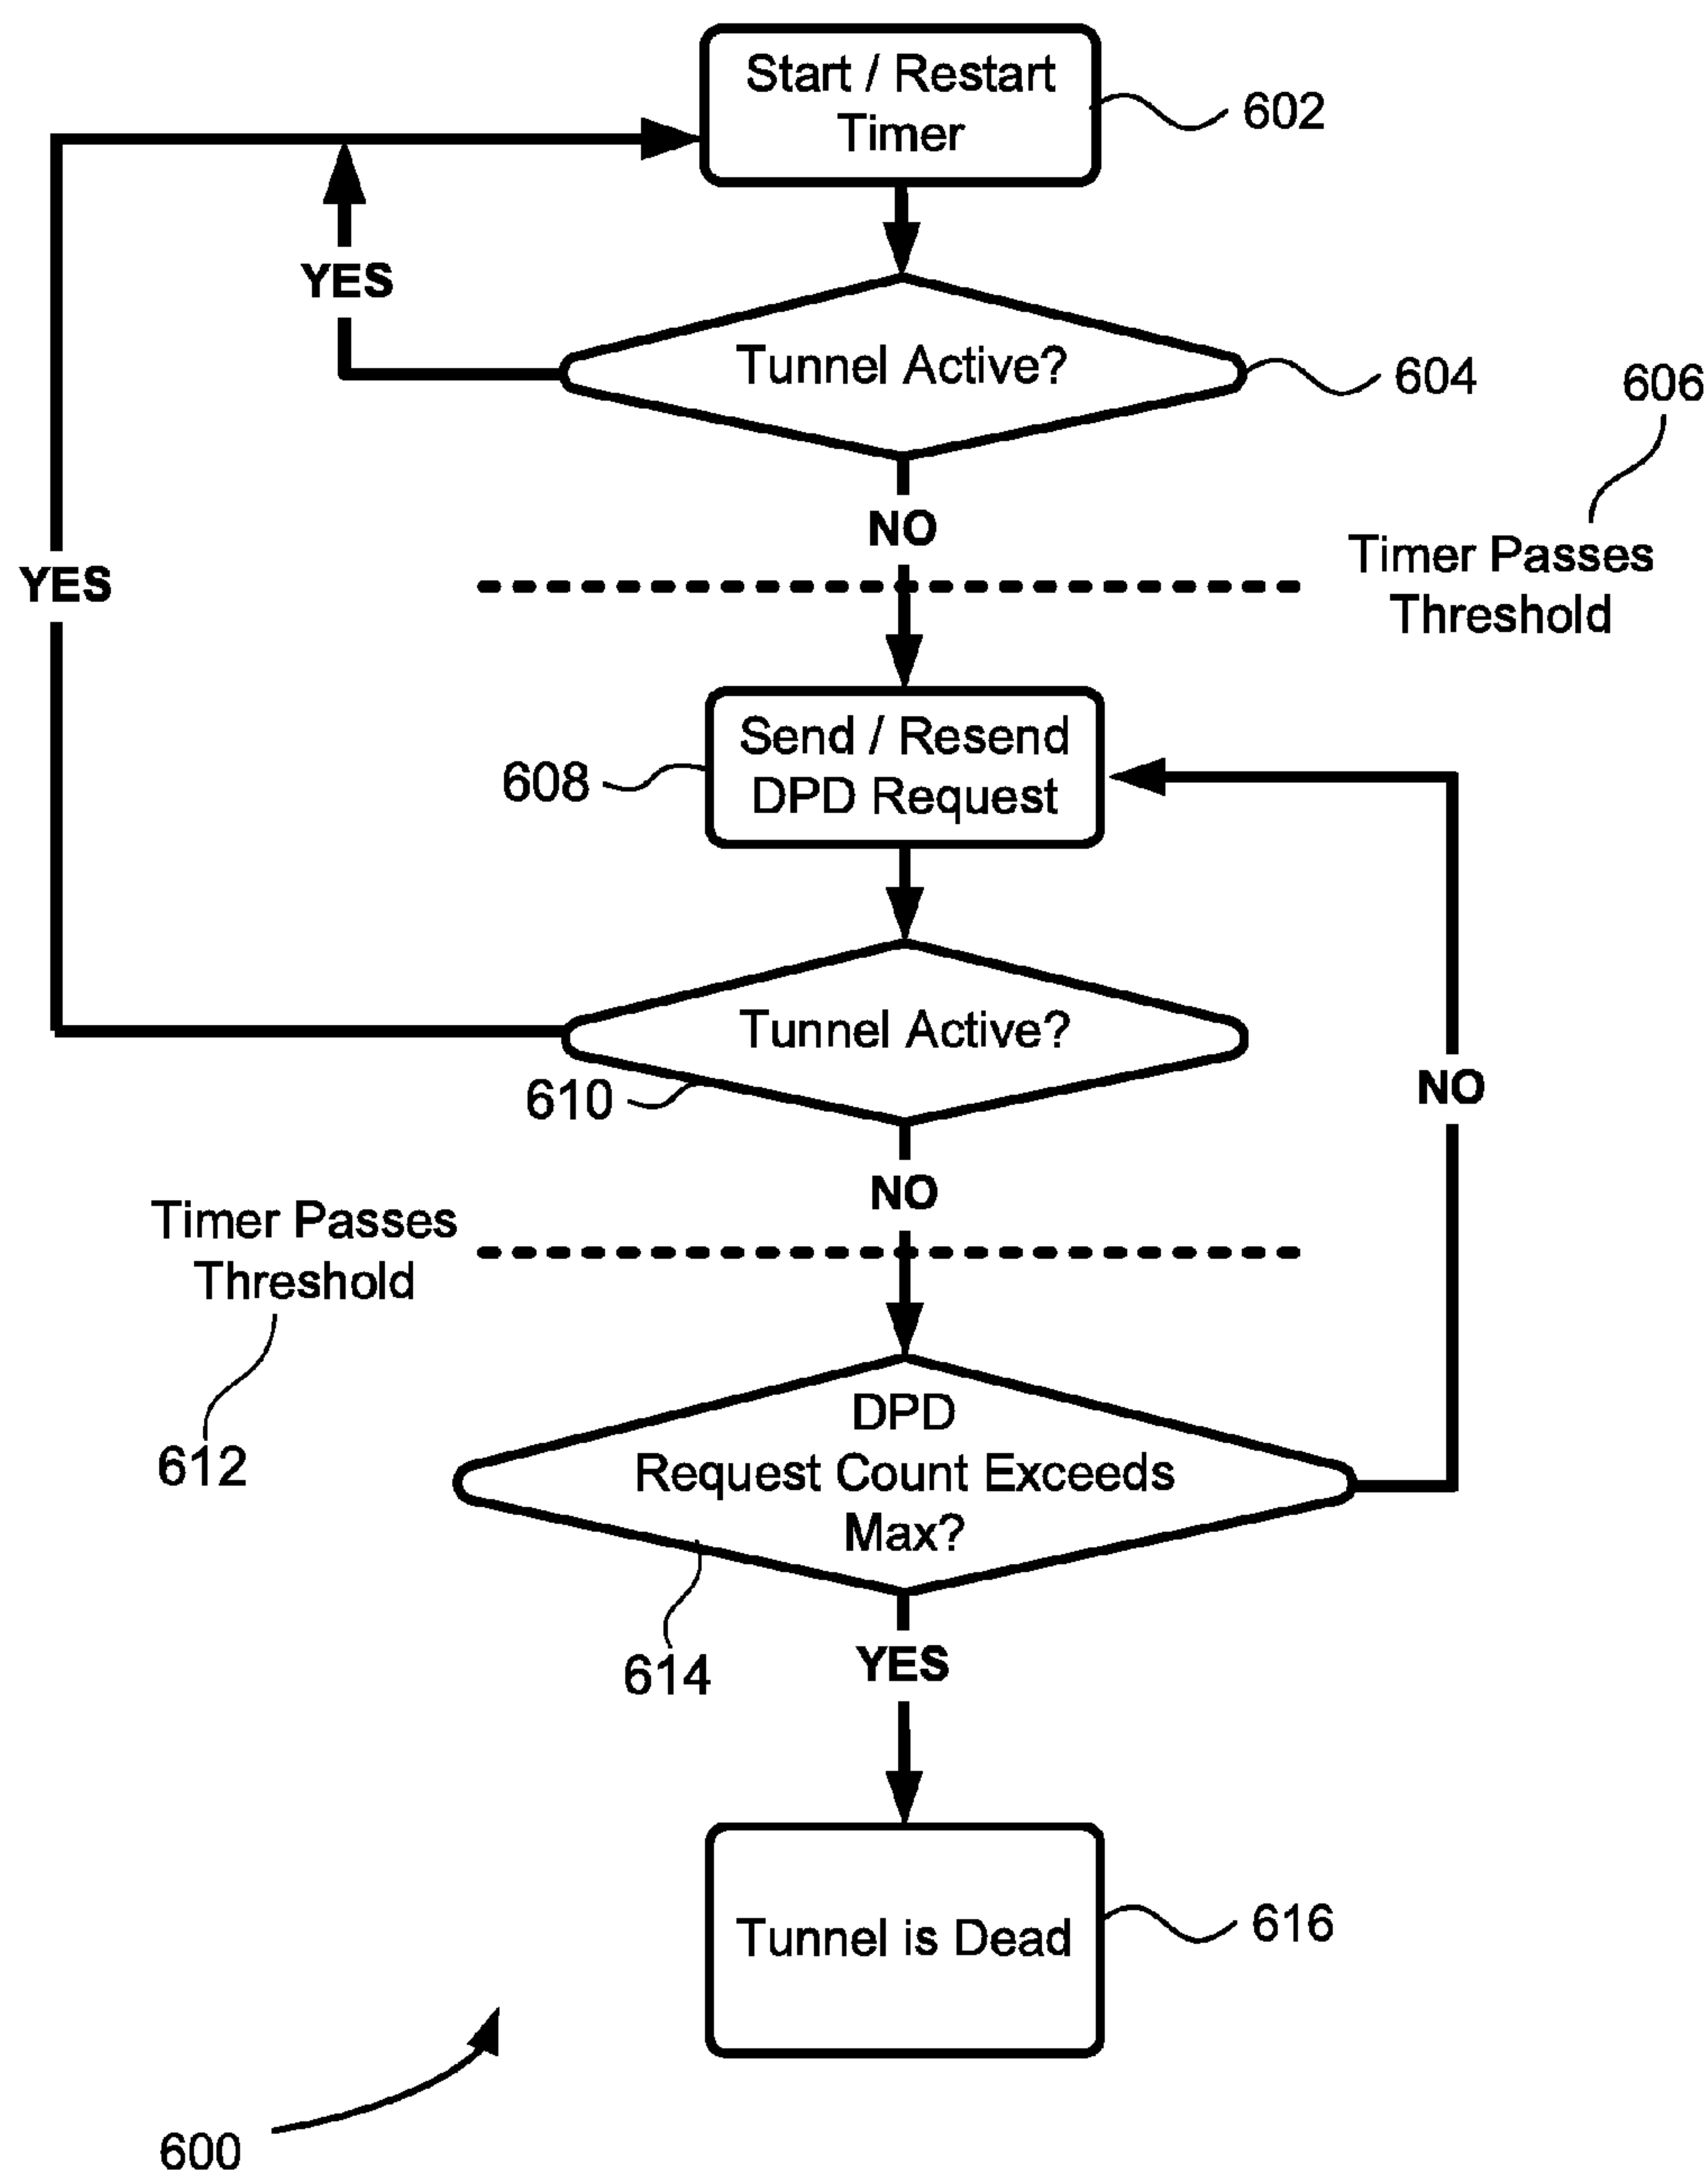 Start / Restart
Timer
602
YES
Tunnel Active?
604
606
NO
Timer Passes
Threshold
YES
Send / Resend
DPD Request
608
Tunnel Active?
610
NO
NO
Timer Passes
Threshold
612
DPD
Request Count Exceeds
Max?
614
YES
Tunnel is Dead
616
600